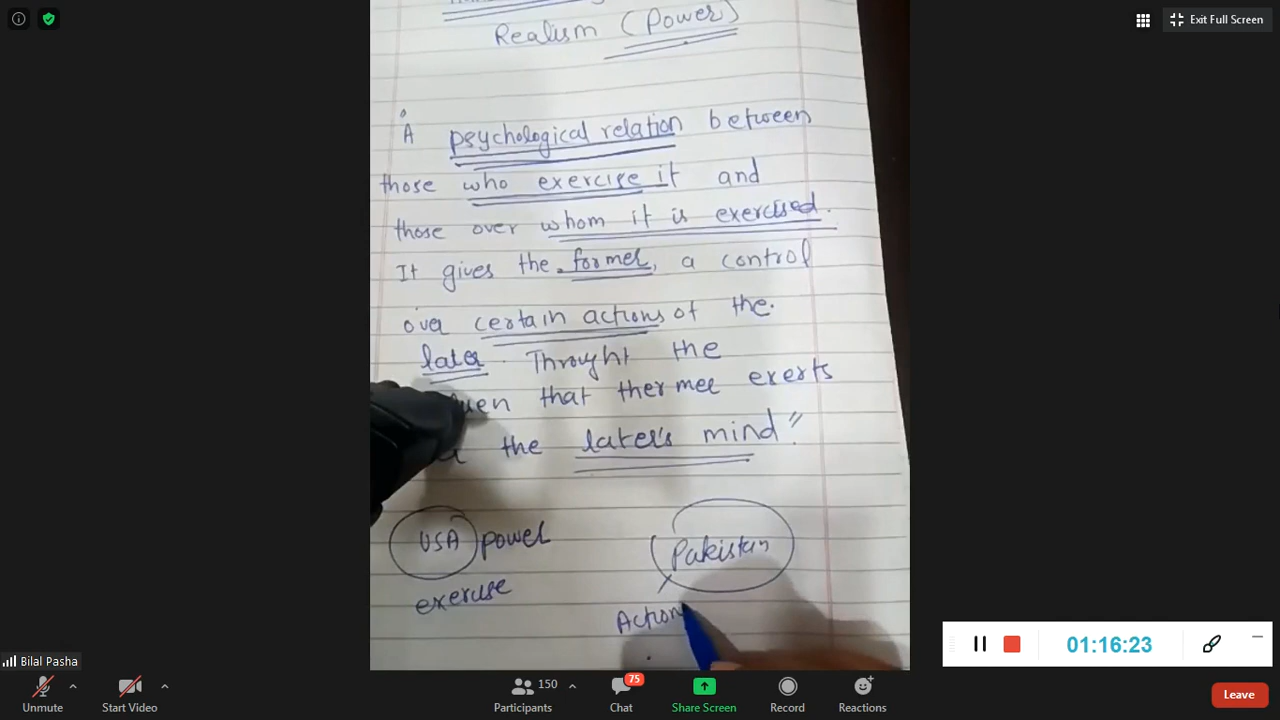 Exit Full Screen
Realism (Power)
A psychological relation between
those who exercise it and
those over whom it is exercised.
It gives the former, a control
over certain actions of the
later. Throught the
that thermee exerts
the later's mind"
USA power
Pakistan
exercise
Action
01:16:23
Bilal Pasha
150
75
Unmute
Start Video
Participants
Chat
Share Screen
Record
Reactions
Leave